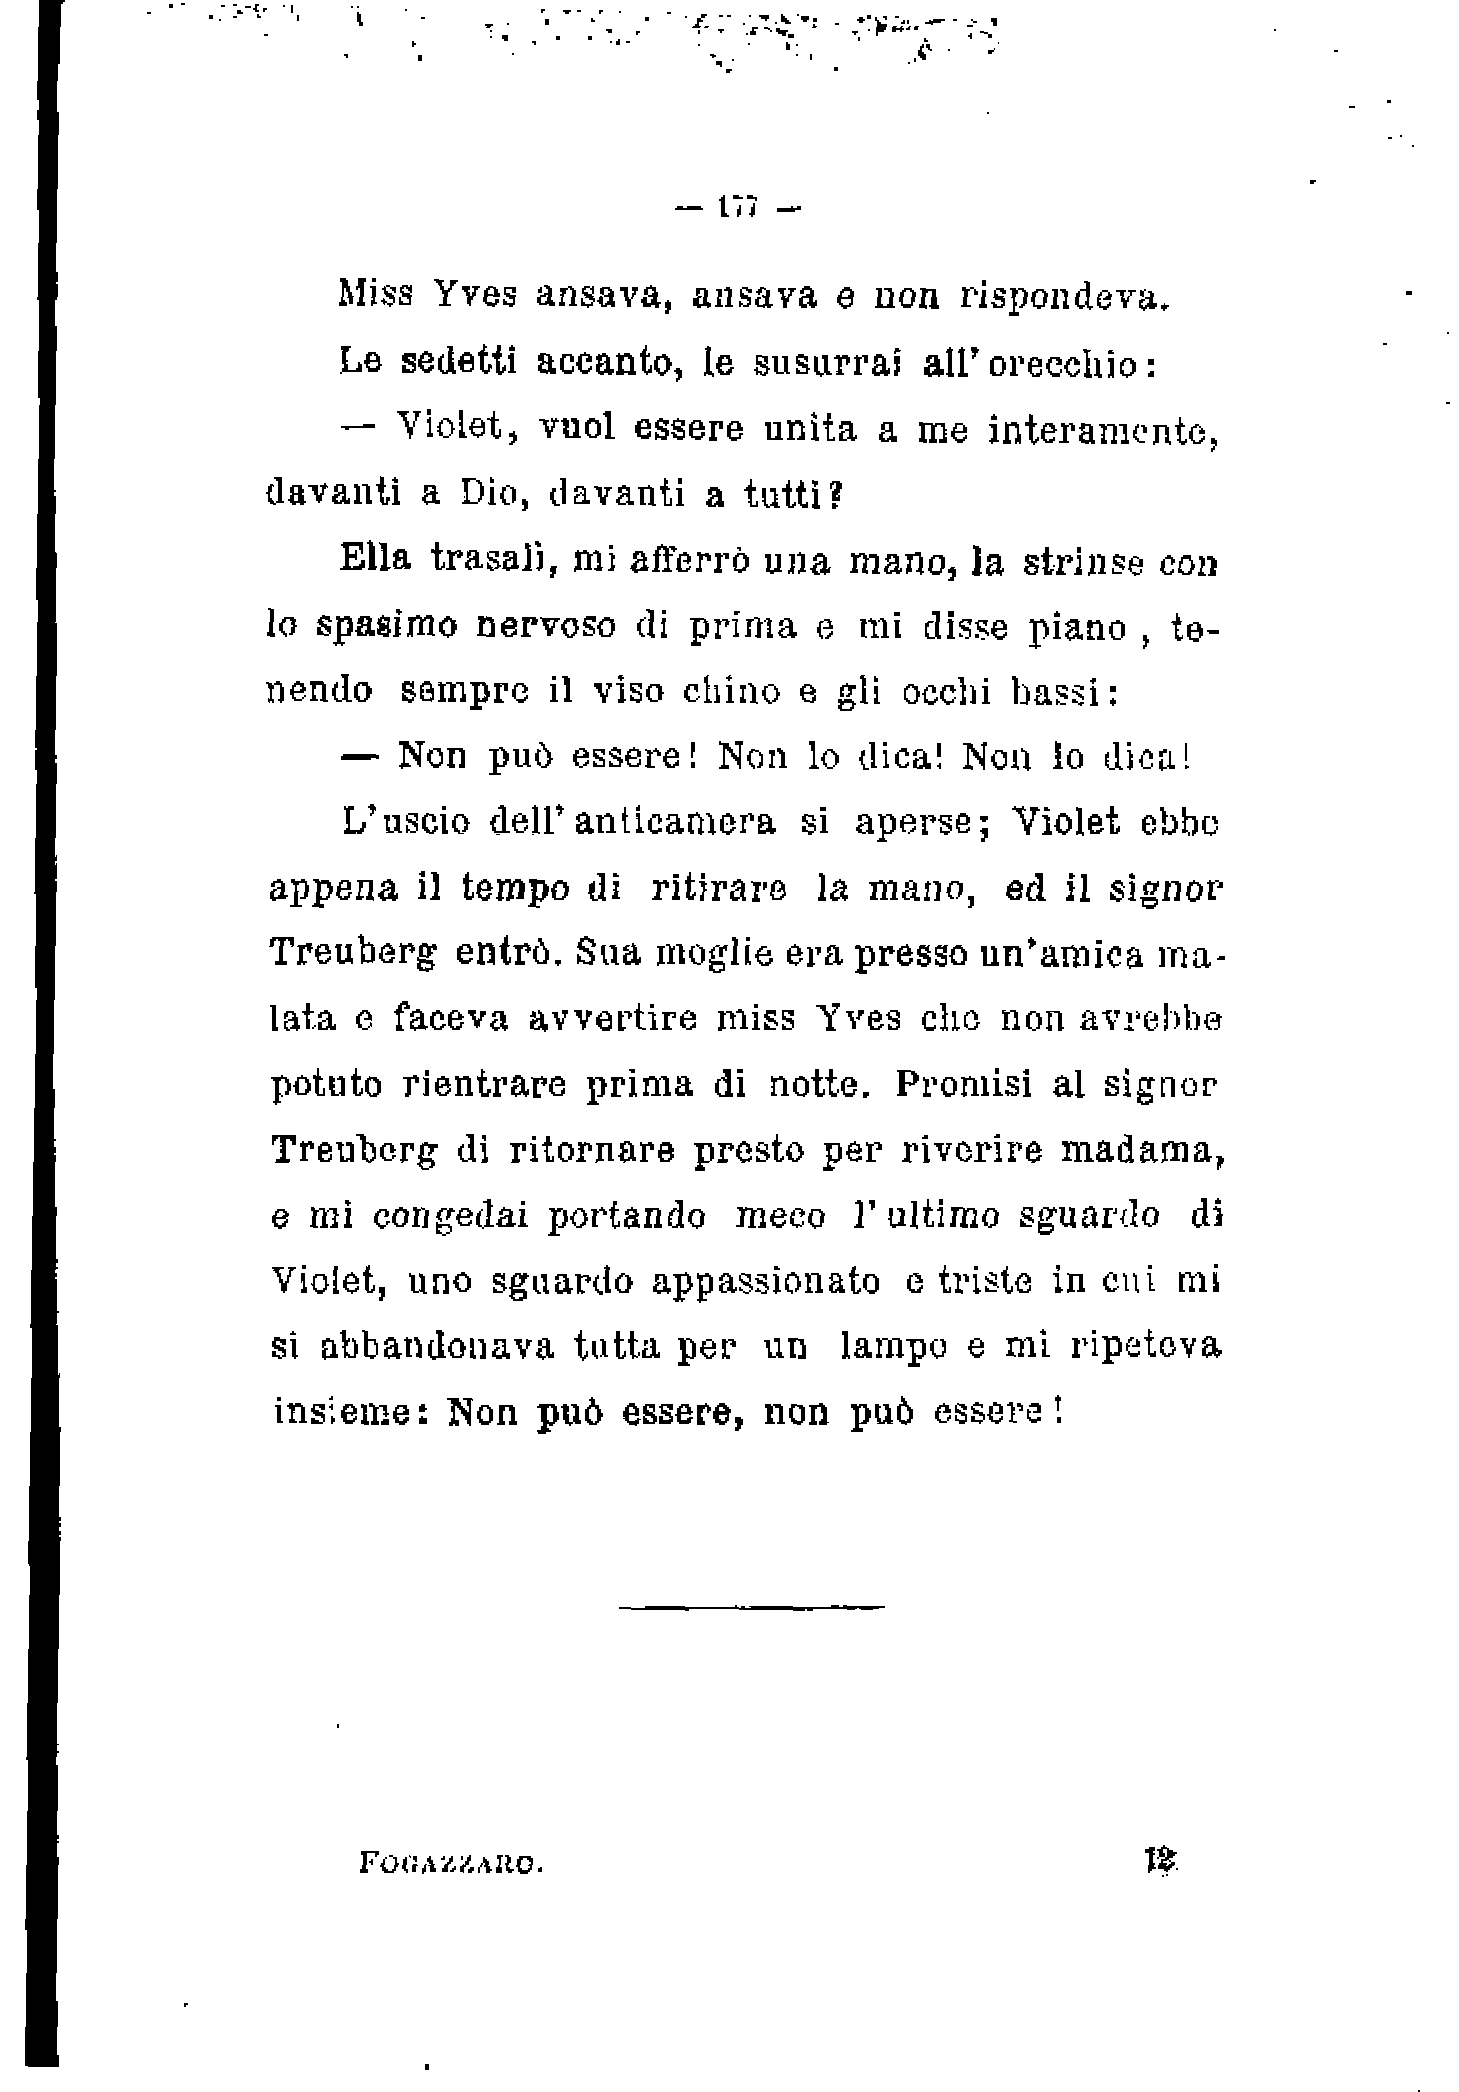 — 177 —
Miss Yves ansava, ansava e non rispondeva.
Le sedetti accanto, le susurrai all' orecchio:
— Violet, vuol essere unita a me interamente,
davanti a Dio, davanti a tutti?
Ella trasalì, mi afferrò una mano, la strinse con
lo spasimo nervoso di prima e mi disse piano, te-
nendo sempre il viso chino e gli occhi bassi:
— Non può essere! Non lo dica! Non lo dica!
L'uscio dell' anticamera si aperse; Violet ebbe
appena il tempo di ritirare la mano, ed il signor
Treuberg entrò. Sua moglie era presso un'amica ma-
lata e faceva avvertire miss Yves che non avrebbe
potuto rientrare prima di notte. Promisi al signor
Treuberg di ritornare presto per riverire madama,
e mi congedai portando meco l' ultimo sguardo di
Violet, uno sguardo appassionato e triste in cui mi
si abbandonava tutta per un lampo e mi ripeteva
insieme: Non può essere, non può essere!
FOGAZZARO. 12